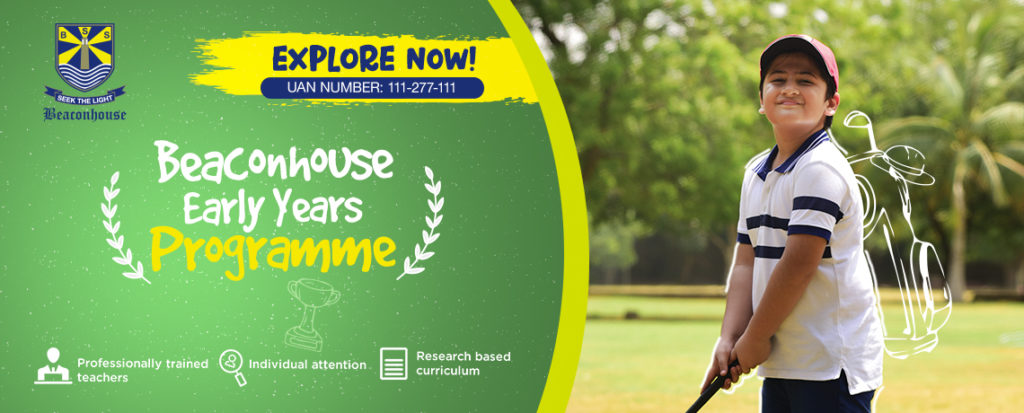 B S S
SEEK THE LIGHT
Beaconhouse
EXPLORE NOW!
UAN NUMBER: 111-277-111
Beaconhouse
Early Years
Programme
Professionally trained
teachers
Individual attention
Research based
curriculum